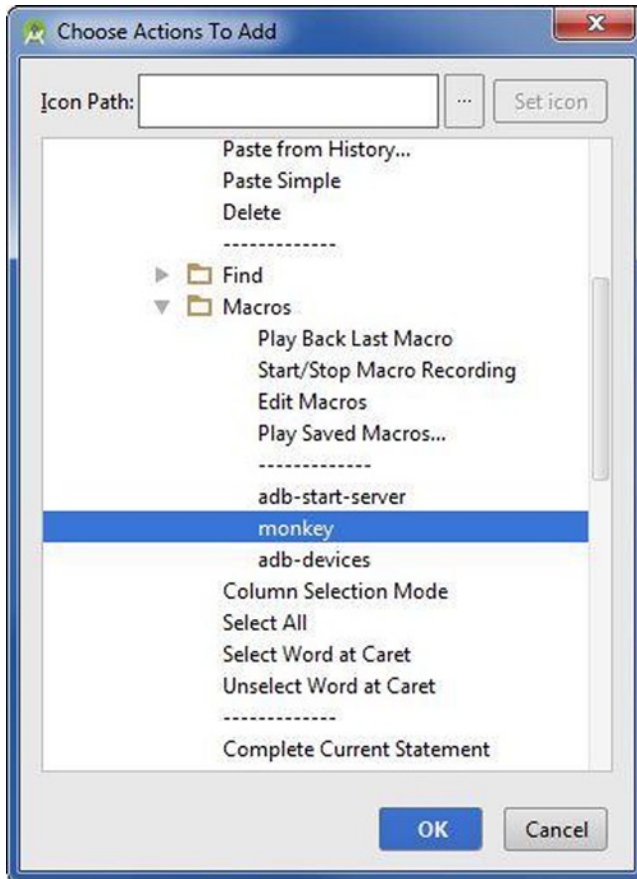 Choose Actions To Add
Icon Path: ... Set icon
Paste from History...
Paste Simple
Delete
-------------
Find
Macros
Play Back Last Macro
Start/Stop Macro Recording
Edit Macros
Play Saved Macros...
-------------
adb-start-server
monkey
adb-devices
Column Selection Mode
Select All
Select Word at Caret
Unselect Word at Caret
-------------
Complete Current Statement
OK Cancel